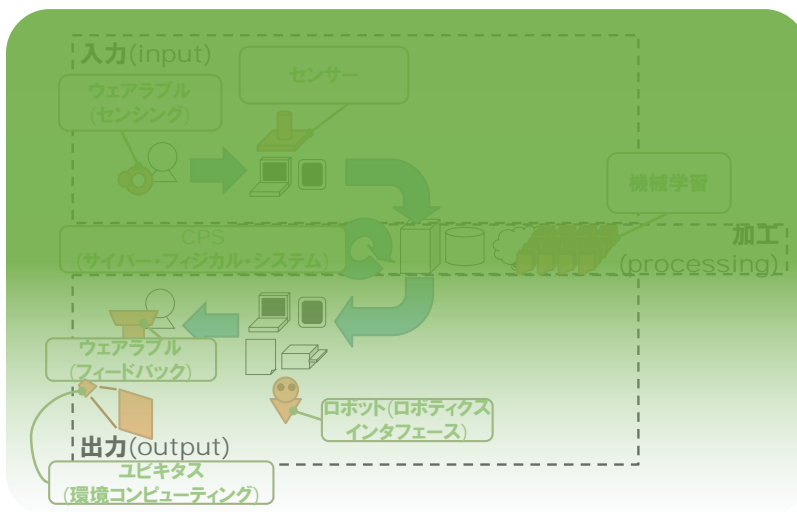 入力(input)
センサー
ウェアラブル
(センシング)
機械学習
CPS
(サイバー・フィジカル・システム)
加工
(processing)
ウェアラブル
(フィードバック)
ロボット(ロボティクス
インタフェース)
出力(output)
ユビキタス
(環境コンピューティング)